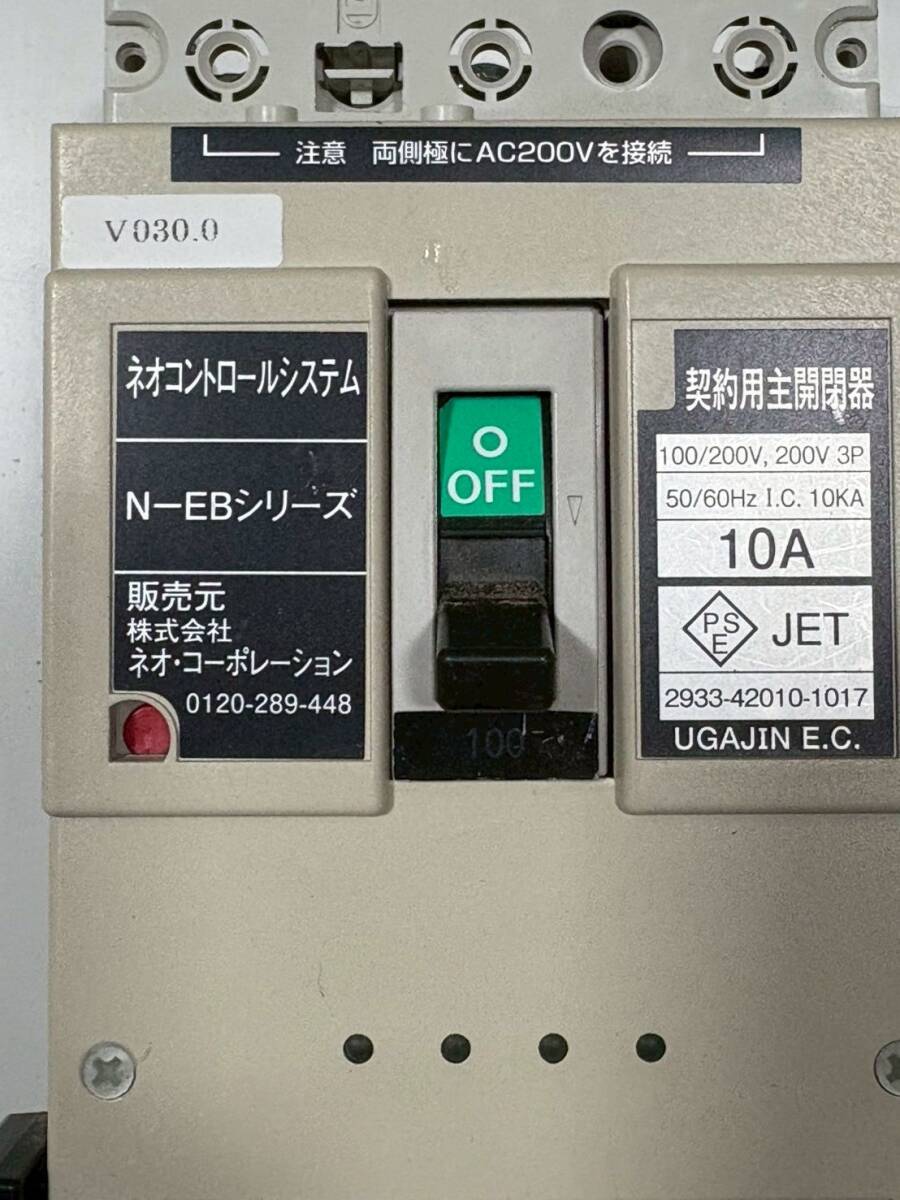 注意 両側極にAC200Vを接続
V030.0
ネオコントロールシステム
N-EBシリーズ
販売元
株式会社
ネオ・コーポレーション
0120-289-448
O
OFF
100
契約用主開閉器
100/200V, 200V 3P
50/60Hz I.C. 10KA
10A
PSE JET
2933-42010-1017
UGAJIN E.C.